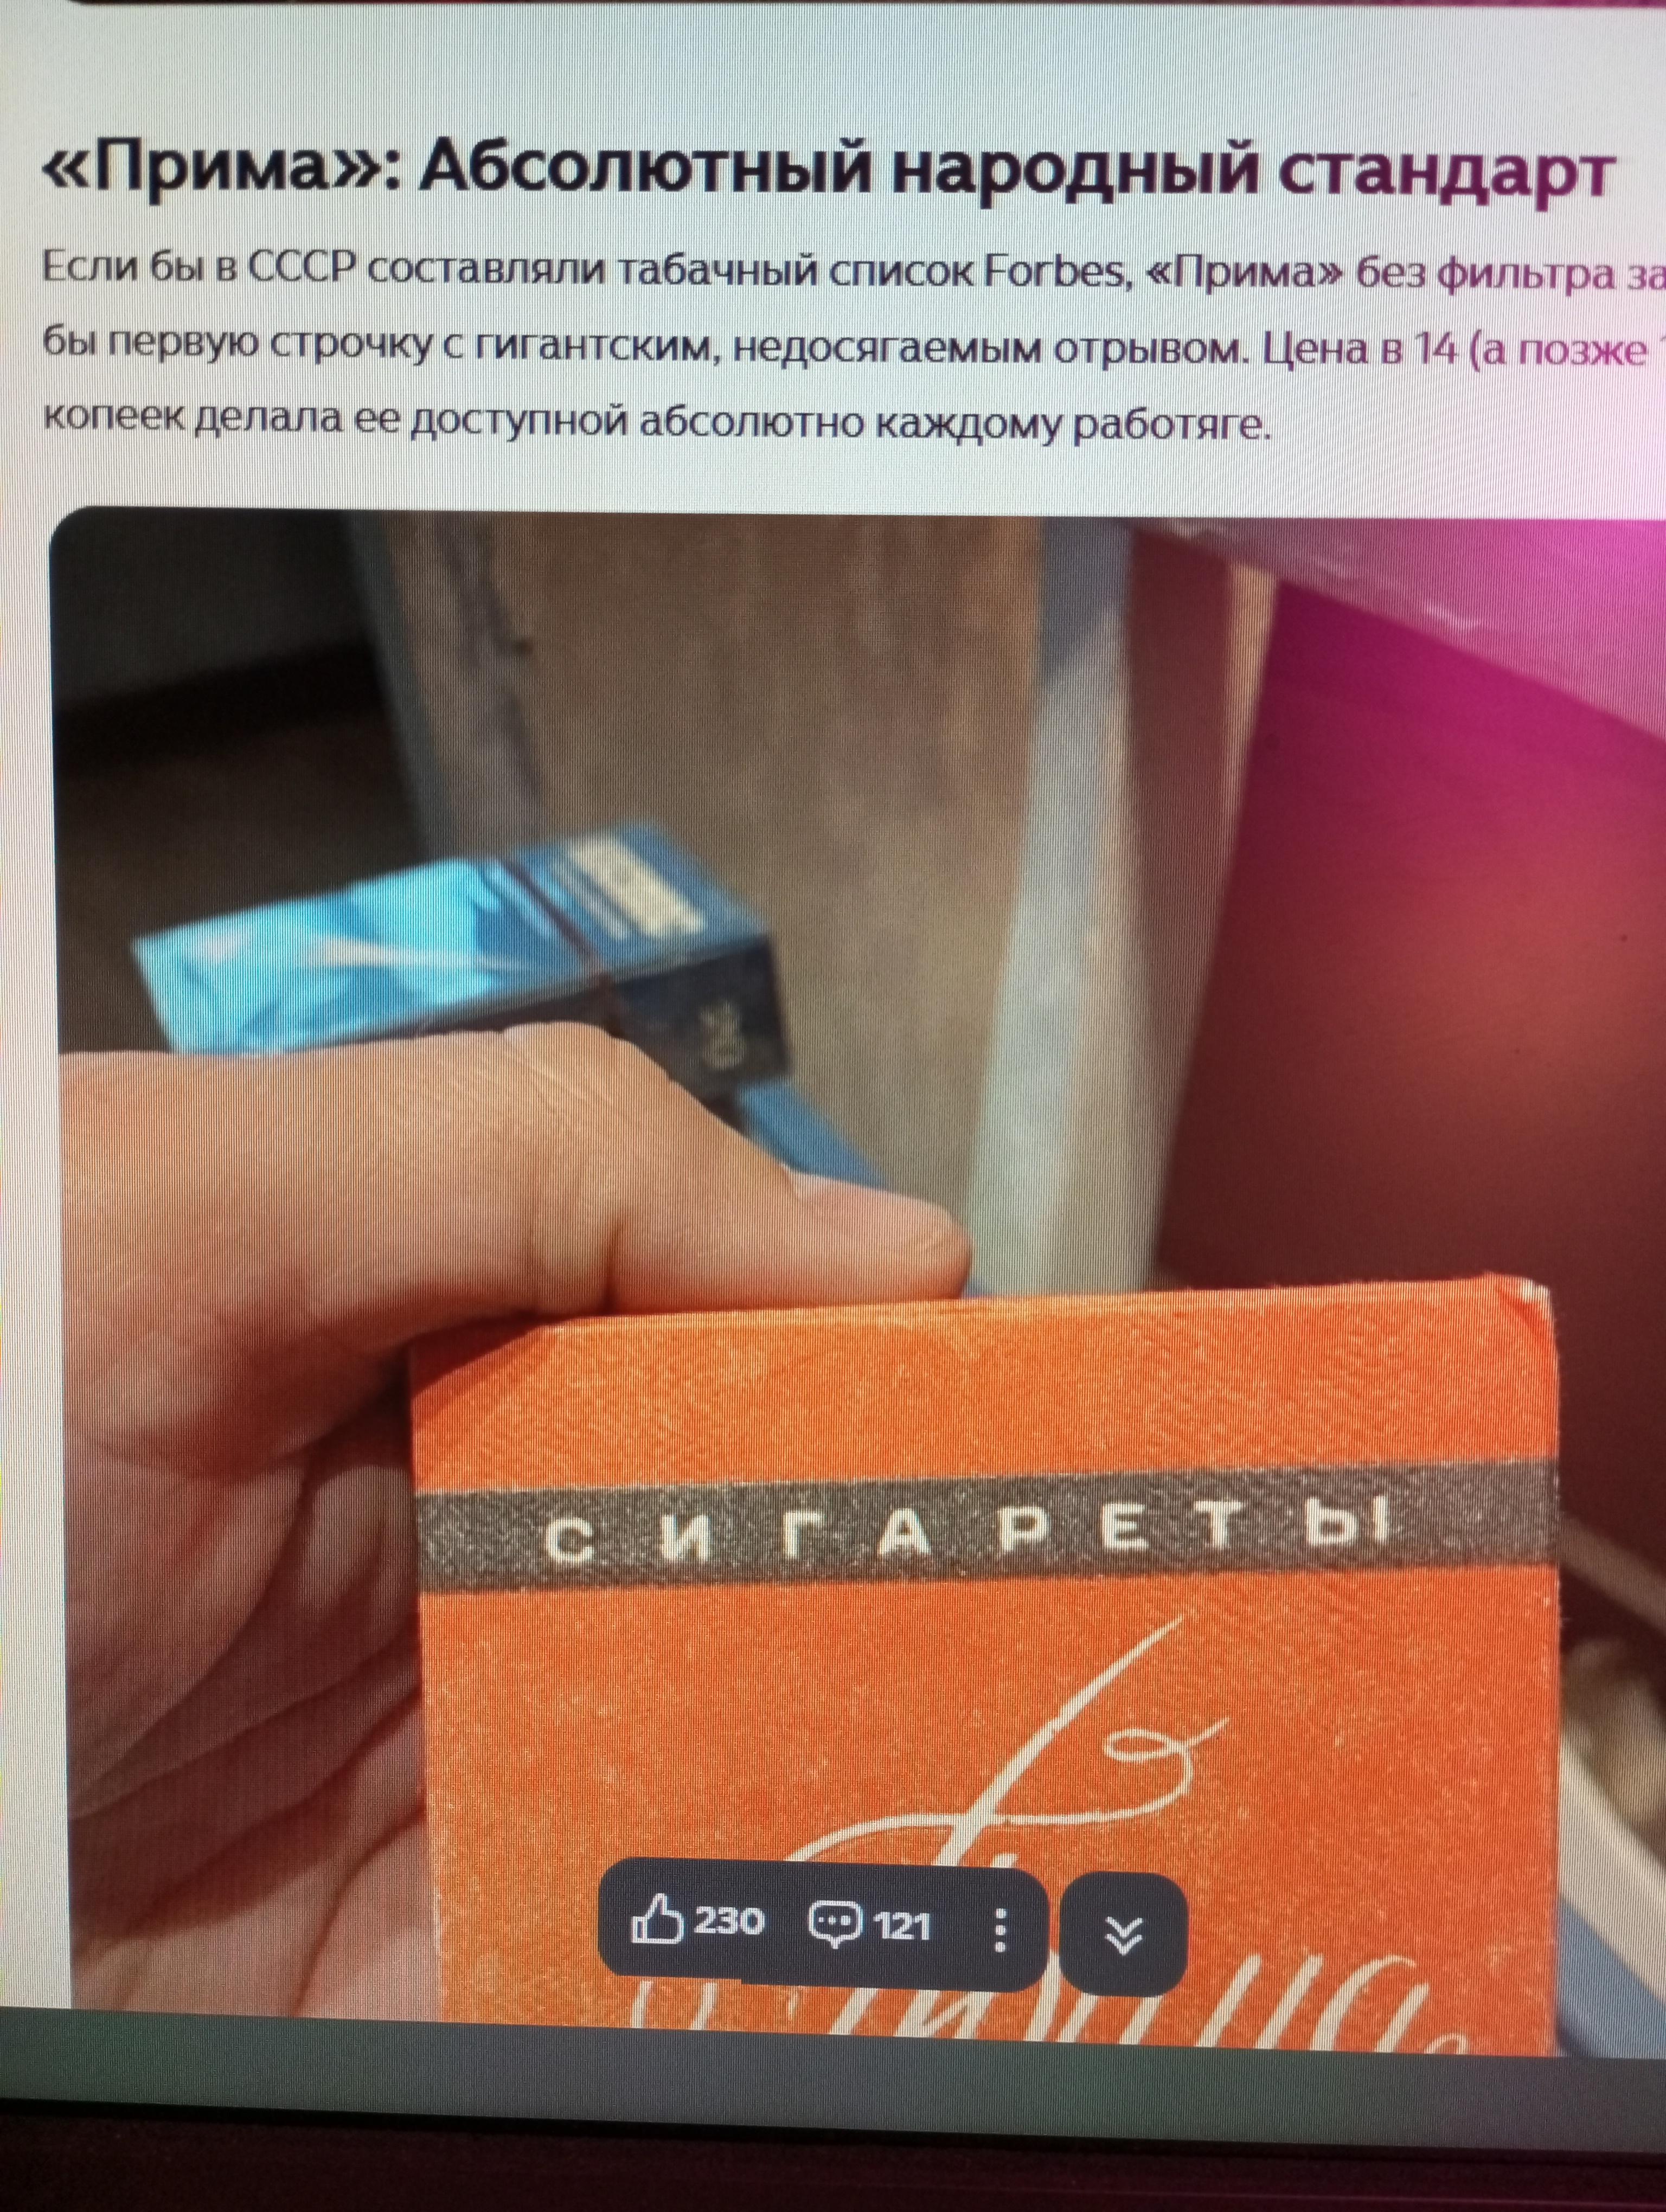 «Прима»: Абсолютный народный стандарт
Если бы в СССР составляли табачный список Forbes, «Прима» без фильтра за
бы первую строчку с гигантским, недосягаемым отрывом. Цена в 14 (а позже
копеек делала ее доступной абсолютно каждому работяге.
СИГАРЕТЫ
230 121